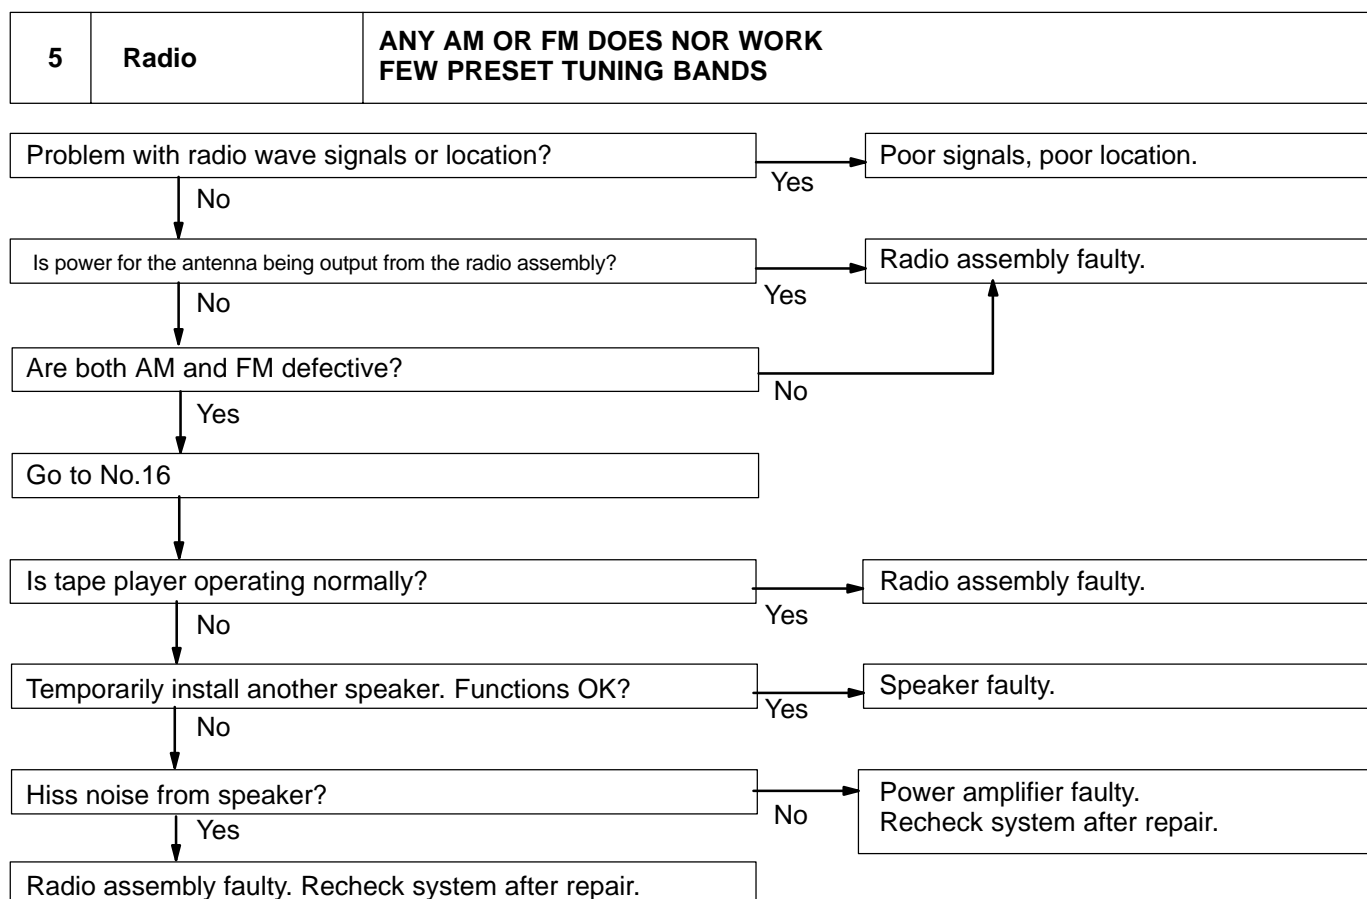 5
Radio
ANY AM OR FM DOES NOR WORK
FEW PRESET TUNING BANDS
Problem with radio wave signals or location?
Yes
Poor signals, poor location.
No
Is power for the antenna being output from the radio assembly?
Yes
Radio assembly faulty.
No
Are both AM and FM defective?
No
Yes
Go to No.16
Is tape player operating normally?
Yes
Radio assembly faulty.
No
Temporarily install another speaker. Functions OK?
Yes
Speaker faulty.
No
Hiss noise from speaker?
No
Power amplifier faulty.
Recheck system after repair.
Yes
Radio assembly faulty. Recheck system after repair.